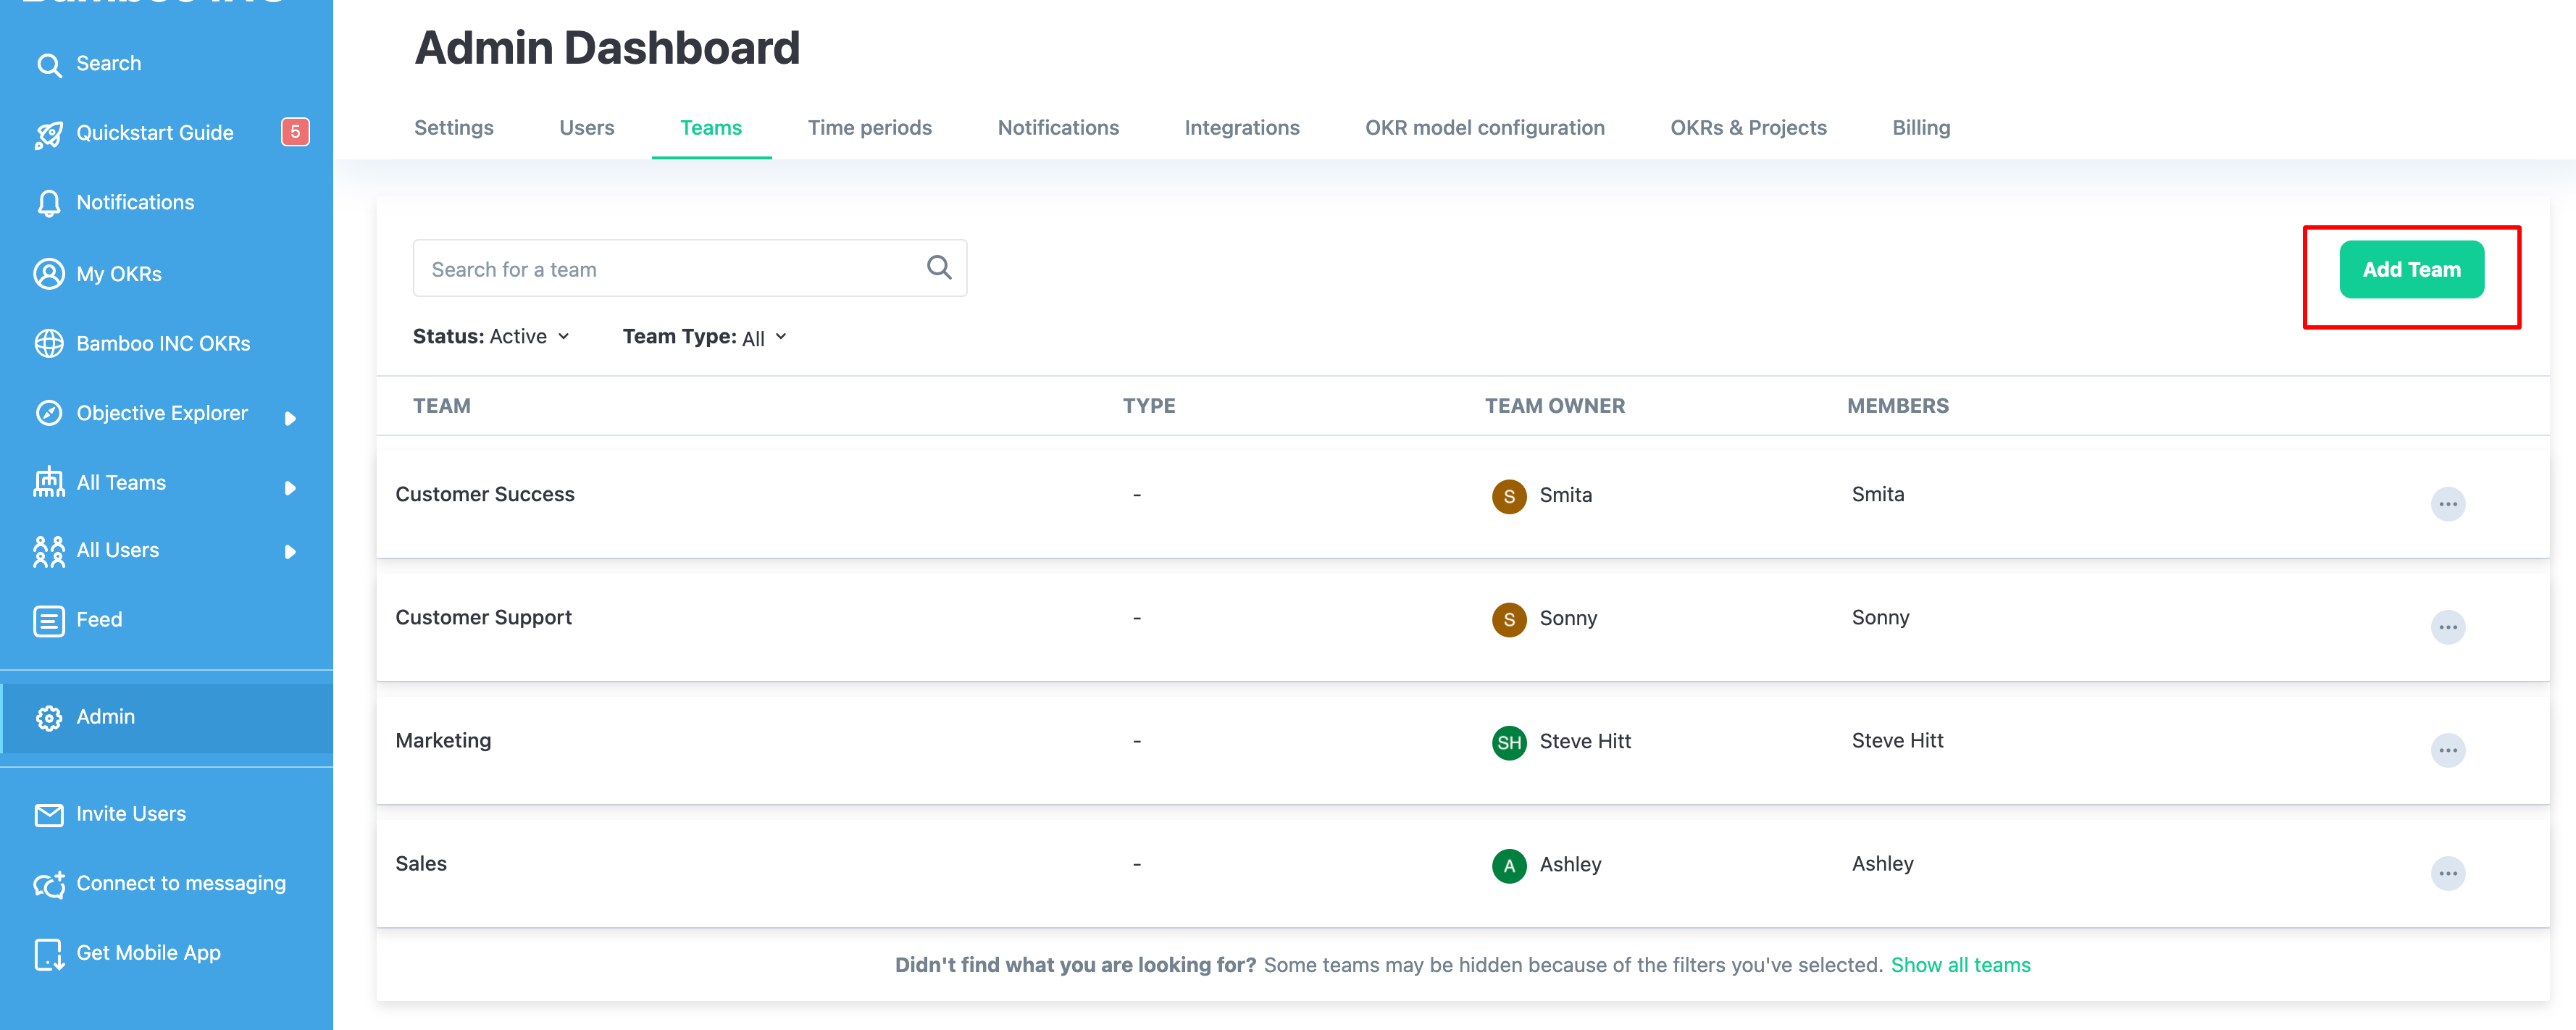 Search
Quickstart Guide 5
Notifications
My OKRs
Bamboo INC OKRs
Objective Explorer
All Teams
All Users
Feed
Admin
Invite Users
Connect to messaging
Get Mobile App
Admin Dashboard
Settings Users Teams Time periods Notifications Integrations OKR model configuration OKRs & Projects Billing
Search for a team
Add Team
Status: Active Team Type: All
TEAM TYPE TEAM OWNER MEMBERS
Customer Success - S Smita Smita
Customer Support - S Sonny Sonny
Marketing - SH Steve Hitt Steve Hitt
Sales - A Ashley Ashley
Didn't find what you are looking for? Some teams may be hidden because of the filters you've selected. Show all teams